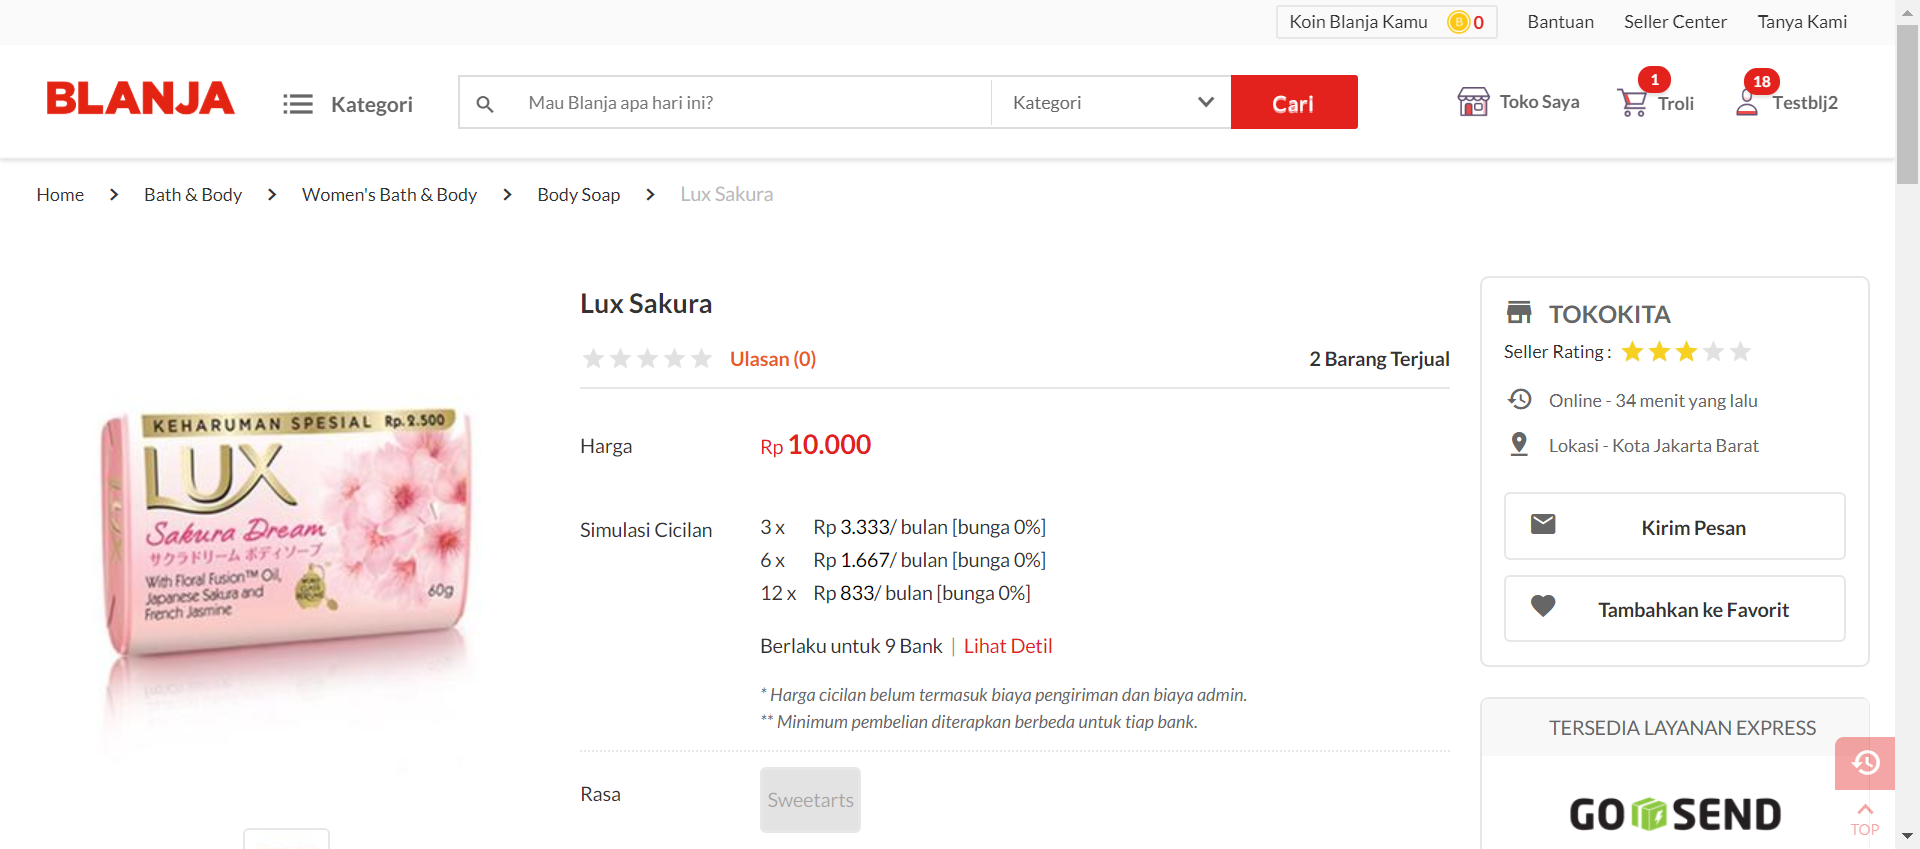 Koin Blanja Kamu B 0 Bantuan Seller Center Tanya Kami
BLANJA Kategori Mau Blanja apa hari ini? Kategori Cari Toko Saya 1 Troli 18 Testblj2
Home > Bath & Body > Women's Bath & Body > Body Soap > Lux Sakura
KEHARUMAN SPESIAL Rp.2.500
LUX
LUX
Sakura Dream
サクラドリーム ボディソープ
With Floral Fusion™ Oil,
Japanese Sakura and
French Jasmine
60g
Lux Sakura
Ulasan (0) 2 Barang Terjual
Harga Rp 10.000
Simulasi Cicilan
3 x Rp 3.333/ bulan [bunga 0%]
6 x Rp 1.667/ bulan [bunga 0%]
12 x Rp 833/ bulan [bunga 0%]
Berlaku untuk 9 Bank | Lihat Detil
* Harga cicilan belum termasuk biaya pengiriman dan biaya admin.
** Minimum pembelian diterapkan berbeda untuk tiap bank.
Rasa Sweetarts
TOKOKITA
Seller Rating :
Online - 34 menit yang lalu
Lokasi - Kota Jakarta Barat
Kirim Pesan
Tambahkan ke Favorit
TERSEDIA LAYANAN EXPRESS
GO SEND
TOP